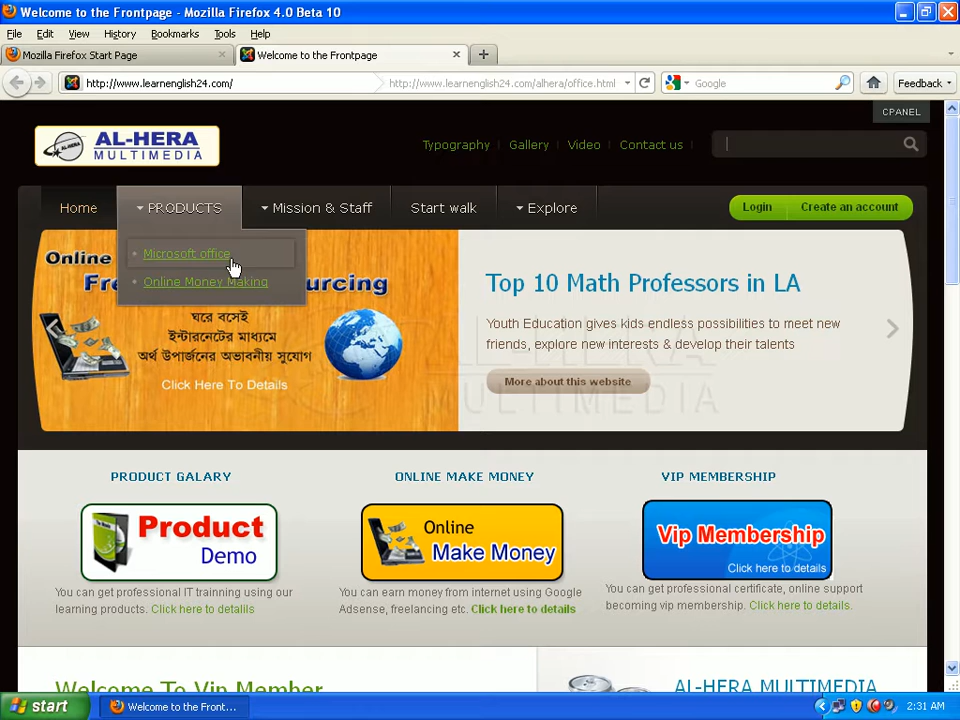 Welcome to the Frontpage - Mozilla Firefox 4.0 Beta 10
File Edit View History Bookmarks Tools Help
Mozilla Firefox Start Page
Welcome to the Frontpage
http://www.learnenglish24.com/
http://www.learnenglish24.com/alhera/office.html
Google
Feedback
CPANEL
AL-HERA
MULTIMEDIA
Typography Gallery Video Contact us
Home PRODUCTS Mission & Staff Start walk Explore
Login Create an account
Microsoft office
Online Money Making
Online
Fre
urcing
ঘরে বসেই
ইন্টারনেটের মাধ্যমে
অর্থ উপার্জনের অভাবনীয় সুযোগ
Click Here To Details
Top 10 Math Professors in LA
Youth Education gives kids endless possibilities to meet new
friends, explore new interests & develop their talents
More about this website
AL-HERA
MULTIMEDIA
PRODUCT GALARY
Product
Demo
You can get professional IT trainning using our
learning products. Click here to detalils
ONLINE MAKE MONEY
Online
Make Money
You can earn money from internet using Google
Adsense, freelancing etc. Click here to details
VIP MEMBERSHIP
Vip Membership
Click here to details
You can get professional certificate, online support
becoming vip membership. Click here to details.
Welcome To Vip Member
AL-HERA MULTIMEDIA
start
Welcome to the Front...
2:31 AM